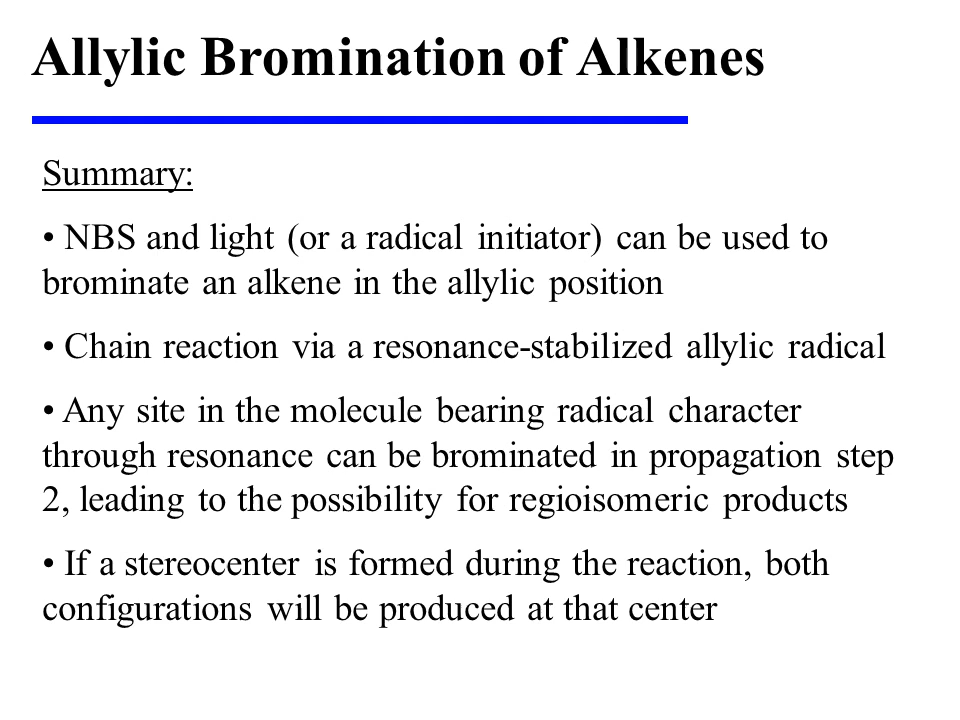 Allylic Bromination of Alkenes
Summary:
• NBS and light (or a radical initiator) can be used to
brominate an alkene in the allylic position
• Chain reaction via a resonance-stabilized allylic radical
• Any site in the molecule bearing radical character
through resonance can be brominated in propagation step
2, leading to the possibility for regioisomeric products
• If a stereocenter is formed during the reaction, both
configurations will be produced at that center